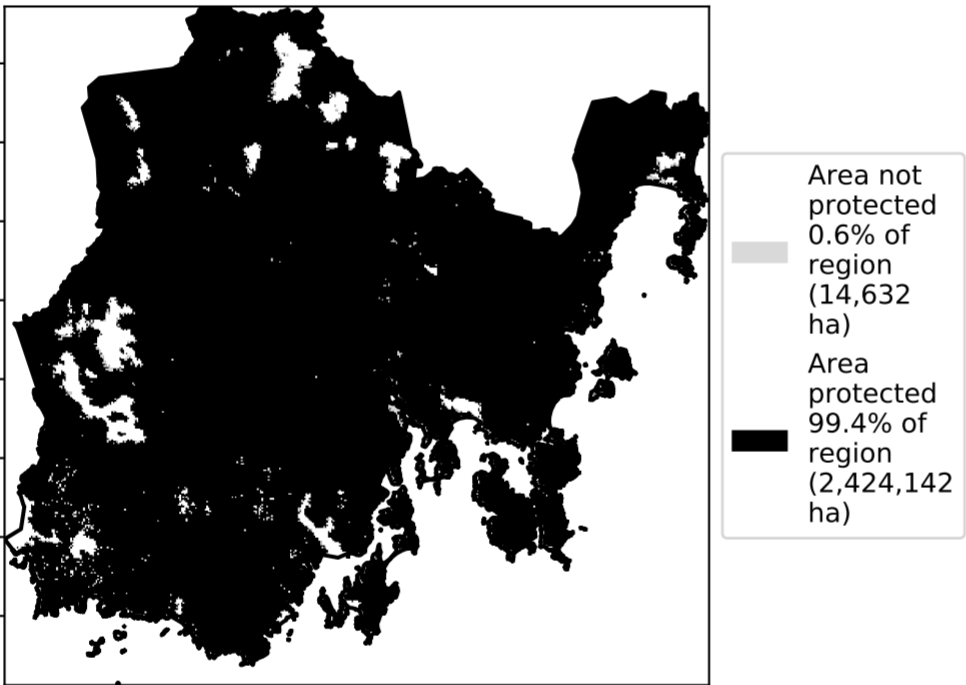 Area not
protected
0.6% of
region
(14,632
ha)
Area
protected
99.4% of
region
(2,424,142
ha)